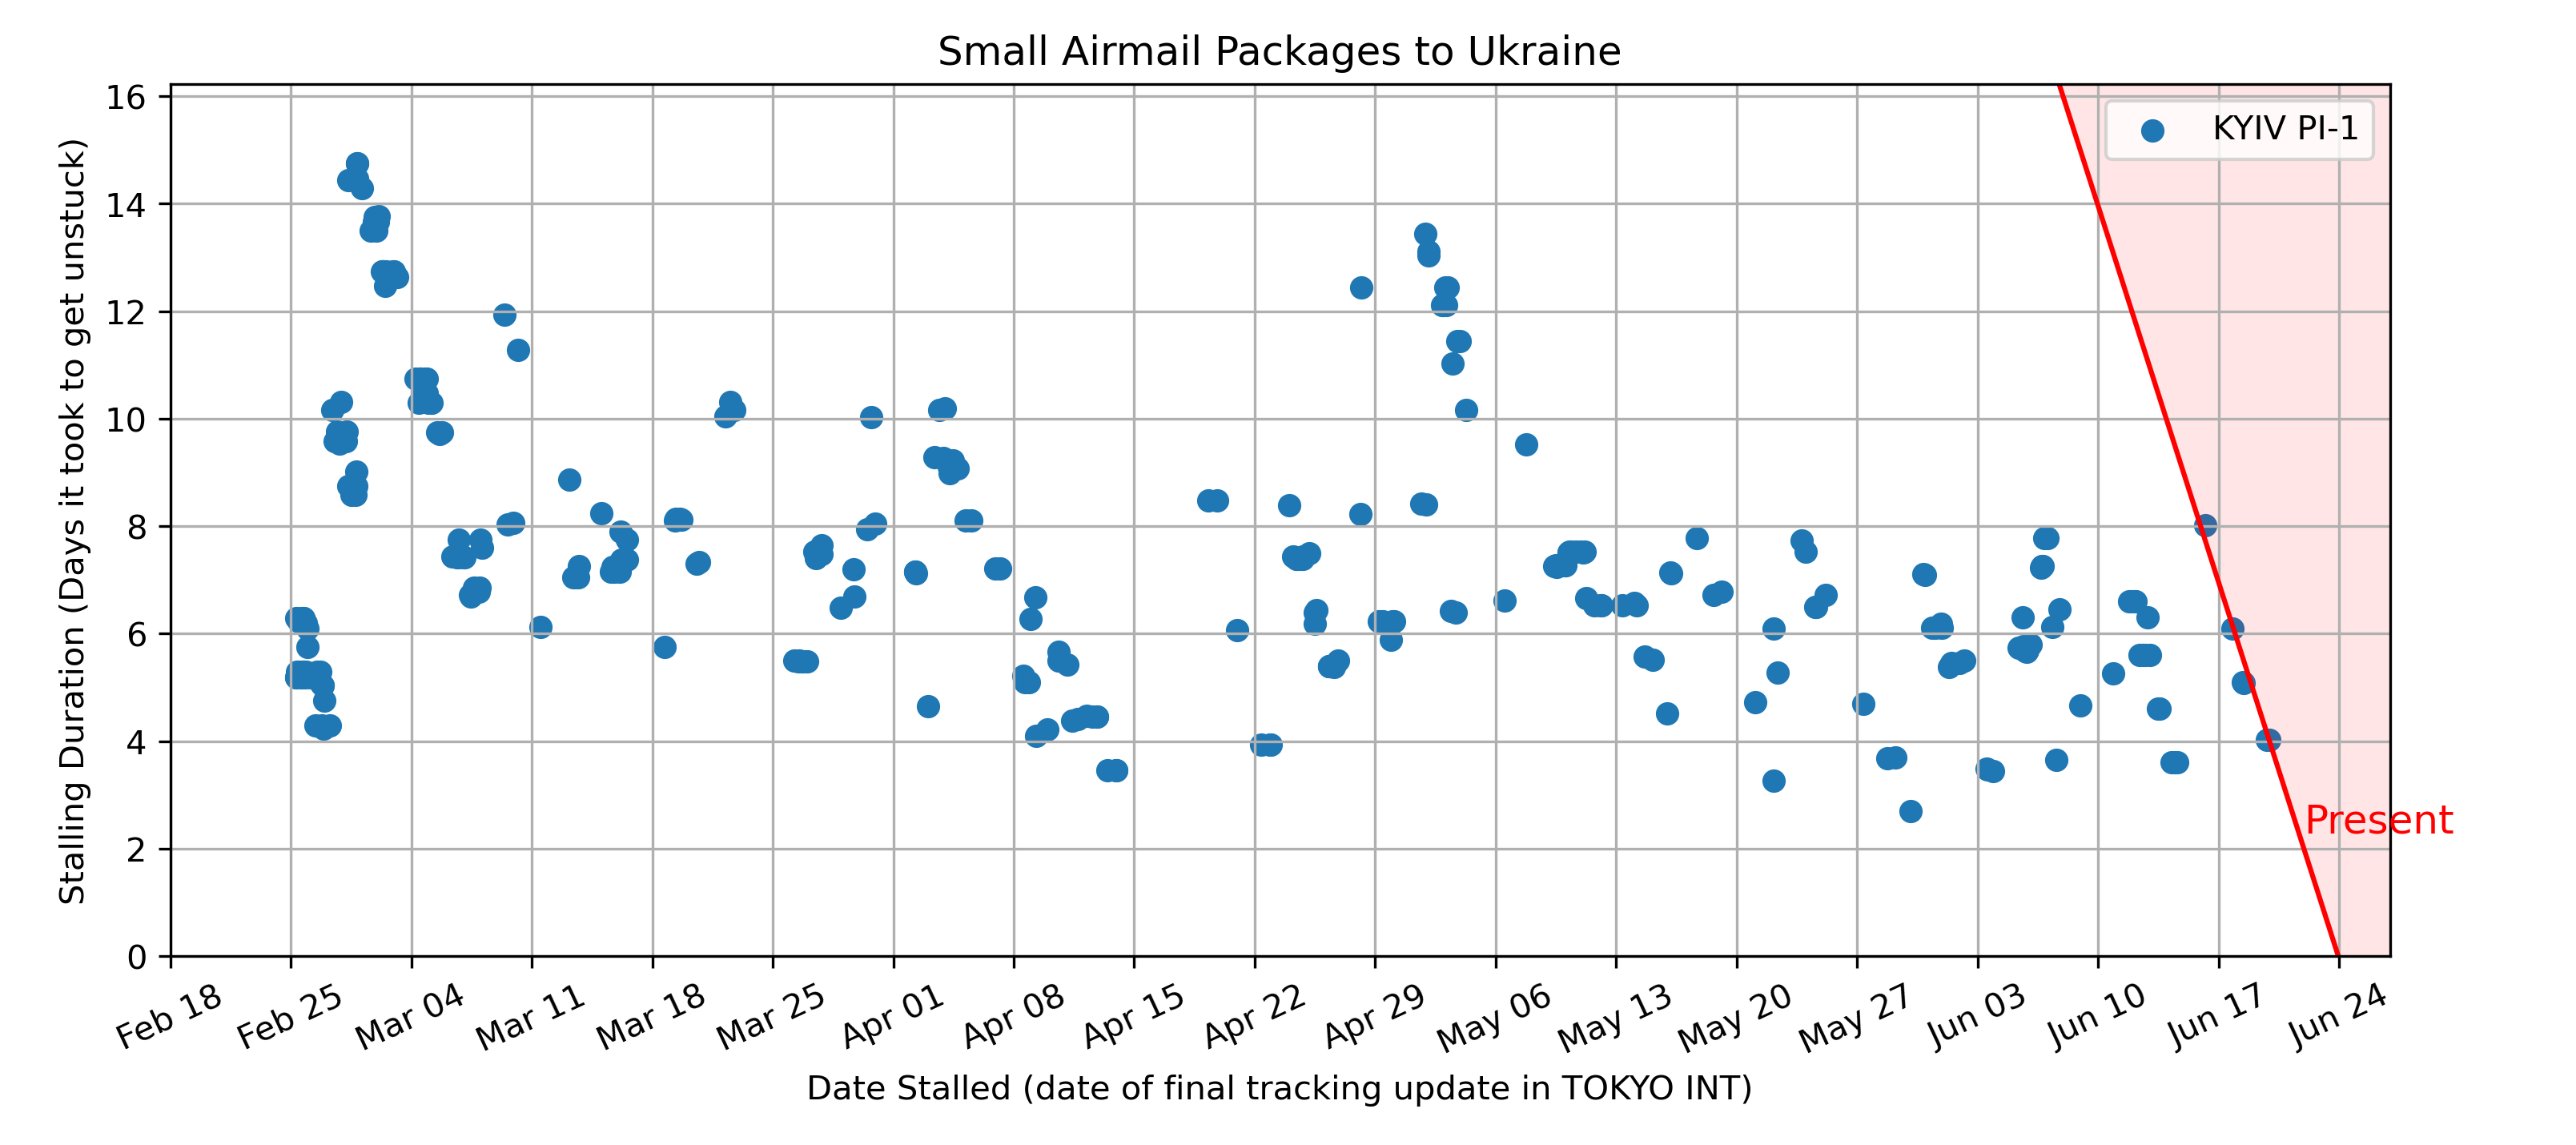 Small Airmail Packages to Ukraine
Stalling Duration (Days it took to get unstuck)
16
14
12
10
8
6
4
2
0
KYIV PI-1
Present
Feb 18
Feb 25
Mar 04
Mar 11
Mar 18
Mar 25
Apr 01
Apr 08
Apr 15
Apr 22
Apr 29
May 06
May 13
May 20
May 27
Jun 03
Jun 10
Jun 17
Jun 24
Date Stalled (date of final tracking update in TOKYO INT)